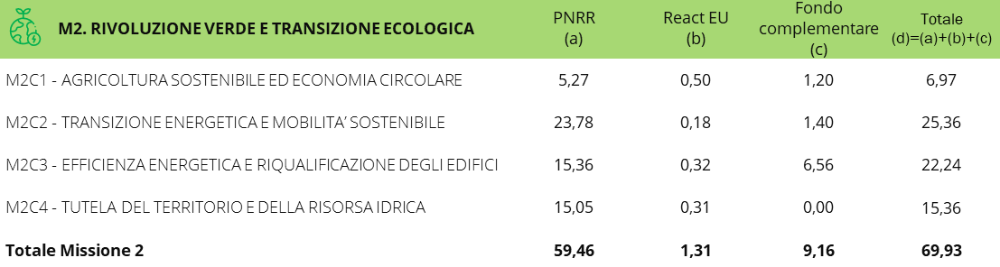 M2. RIVOLUZIONE VERDE E TRANSIZIONE ECOLOGICA PNRR (a) React EU (b) Fondo complementare (c) Totale (d)=(a)+(b)+(c)
M2C1 - AGRICOLTURA SOSTENIBILE ED ECONOMIA CIRCOLARE 5,27 0,50 1,20 6,97
M2C2 - TRANSIZIONE ENERGETICA E MOBILITA’ SOSTENIBILE 23,78 0,18 1,40 25,36
M2C3 - EFFICIENZA ENERGETICA E RIQUALIFICAZIONE DEGLI EDIFICI 15,36 0,32 6,56 22,24
M2C4 - TUTELA DEL TERRITORIO E DELLA RISORSA IDRICA 15,05 0,31 0,00 15,36
Totale Missione 2 59,46 1,31 9,16 69,93